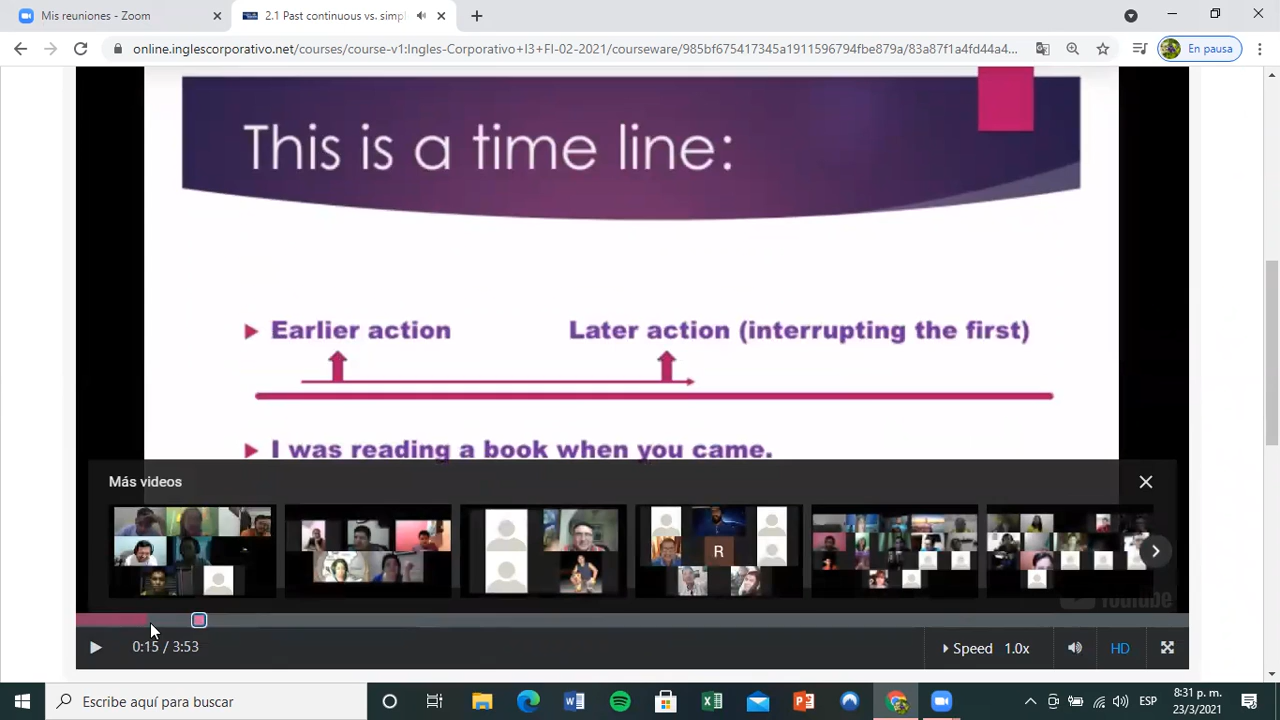 Mis reuniones - Zoom
2.1 Past continuous vs. simp
online.inglescorporativo.net/courses/course-v1:Ingles-Corporativo+I3+FI-02-2021/courseware/985bf675417345a1911596794fbe879a/83a87f1a4fd44a4...
En pausa
This is a time line:
Earlier action Later action (interrupting the first)
I was reading a book when you came.
Más videos
R
YouTube
0:15 / 3:53
Speed 1.0x
HD
Escribe aquí para buscar
ESP
8:31 p. m.
23/3/2021